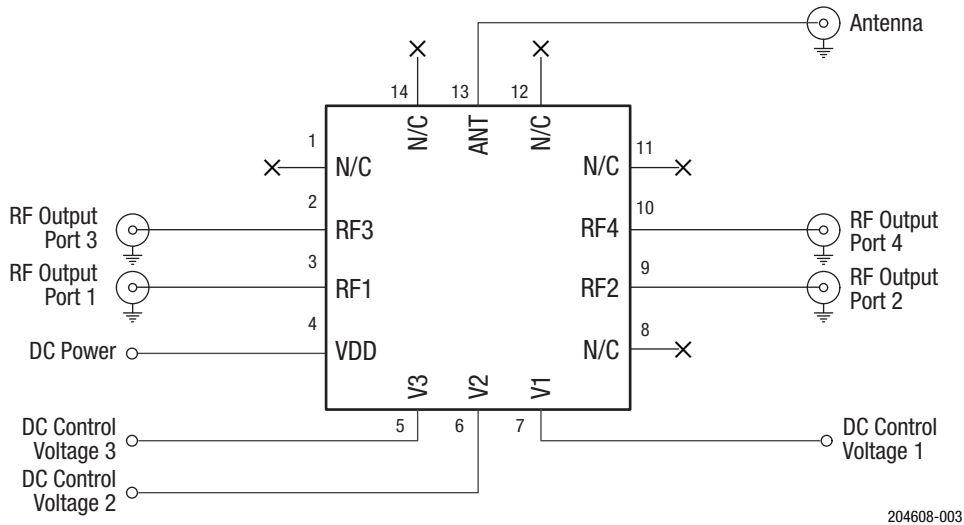 Antenna
14
13
12
N/C
ANT
N/C
1
N/C
N/C
11
RF Output
Port 3
2
RF3
RF4
10
RF Output
Port 4
RF Output
Port 1
3
RF1
RF2
9
RF Output
Port 2
DC Power
4
VDD
N/C
8
V3
V2
V1
5
6
7
DC Control
Voltage 3
DC Control
Voltage 1
DC Control
Voltage 2
204608-003